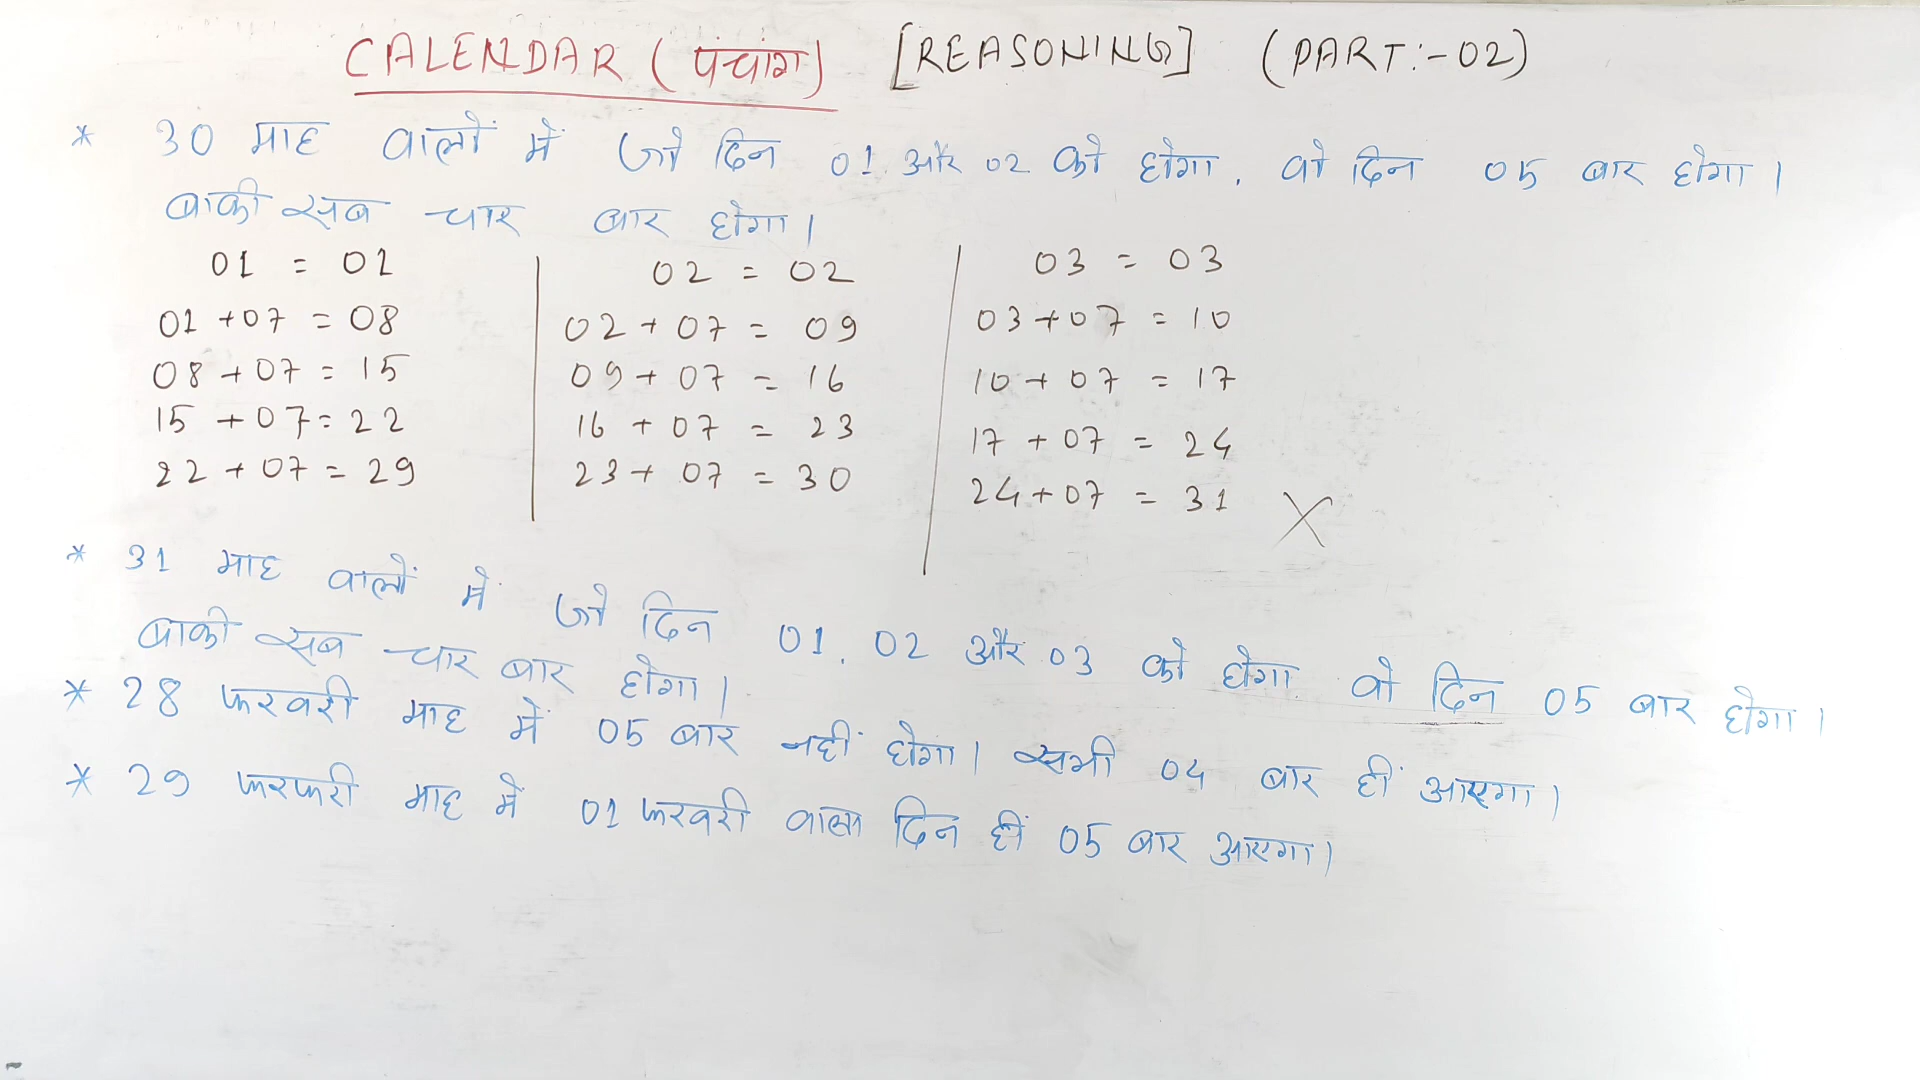 CALENDAR (पंचांग) [REASONING] (PART:-02)
* 30 माह वालों में जो दिन 01 और 02 को होगा, वो दिन 05 बार होगा।
बाकी सब चार बार होगा।
01 = 01
01 + 07 = 08
08 + 07 = 15
15 + 07 = 22
22 + 07 = 29
02 = 02
02 + 07 = 09
09 + 07 = 16
16 + 07 = 23
23 + 07 = 30
03 = 03
03 + 07 = 10
10 + 07 = 17
17 + 07 = 24
24 + 07 = 31 X
* 31 माह वालों में जो दिन 01, 02 और 03 को होगा वो दिन 05 बार होगा।
बाकी सब चार बार होगा।
* 28 फरवरी माह में 05 बार नहीं होगा। सभी 04 बार हीं आएगा।
* 29 फरफरी माह में 01 फरवरी वाला दिन हीं 05 बार आएगा।